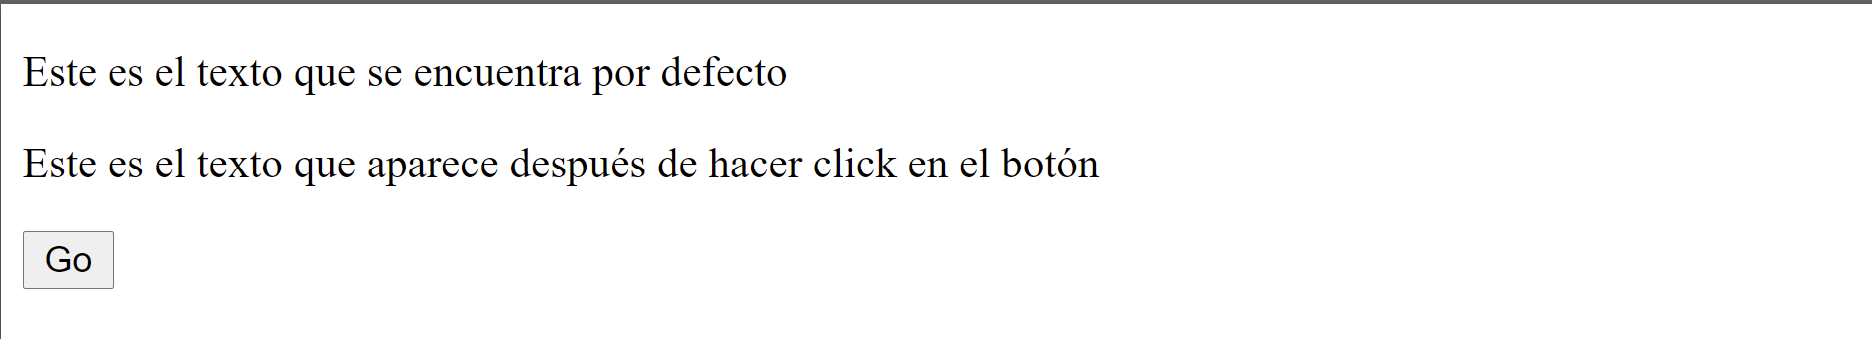 Este es el texto que se encuentra por defecto
Este es el texto que aparece después de hacer click en el botón
Go